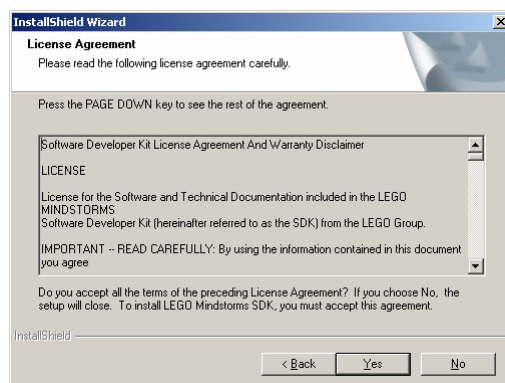 InstallShield Wizard
License Agreement
Please read the following license agreement carefully.
Press the PAGE DOWN key to see the rest of the agreement.
Software Developer Kit License Agreement And Warranty Disclaimer
LICENSE
License for the Software and Technical Documentation included in the LEGO
MINDSTORMS
Software Developer Kit (hereinafter referred to as the SDK) from the LEGO Group.
IMPORTANT -- READ CAREFULLY: By using the information contained in this document
you agree
Do you accept all the terms of the preceding License Agreement? If you choose No, the
setup will close. To install LEGO Mindstorms SDK, you must accept this agreement.
InstallShield
< Back Yes No